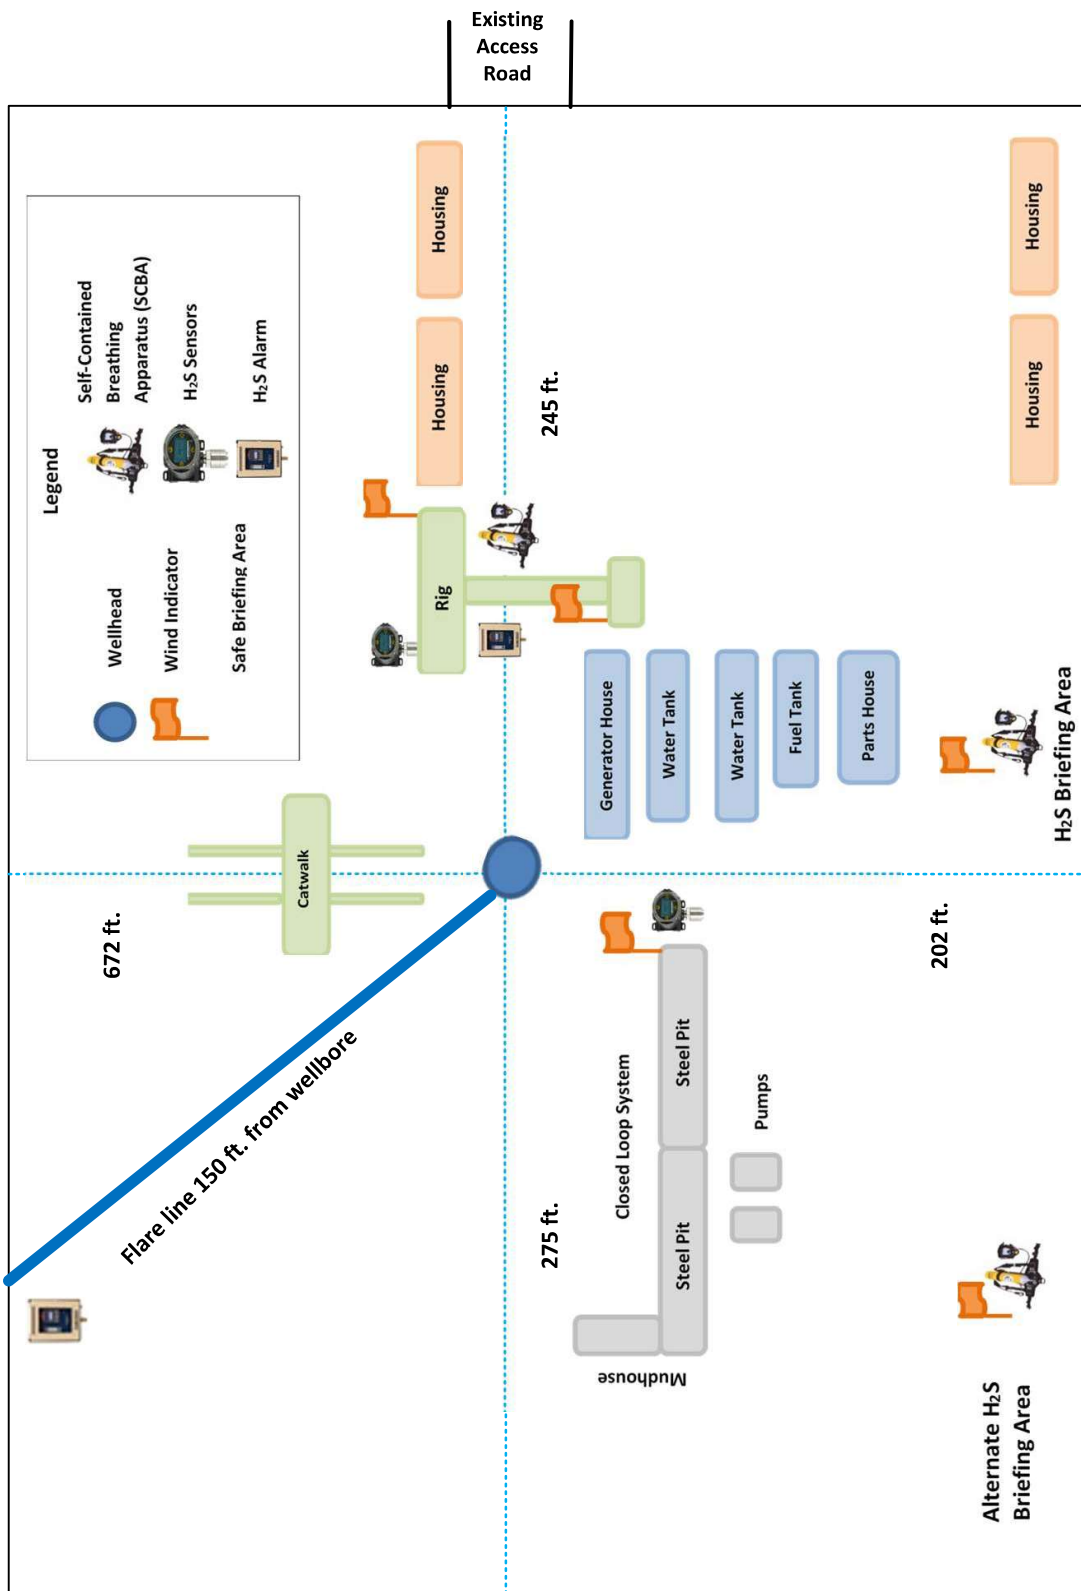 Existing
Access
Road
Legend
Wellhead
Wind Indicator
Safe Briefing Area
Self-Contained
Breathing
Apparatus (SCBA)
H₂S Sensors
H₂S Alarm
Housing
Housing
Housing
Housing
245 ft.
Rig
Generator House
Water Tank
Water Tank
Fuel Tank
Parts House
H₂S Briefing Area
Catwalk
672 ft.
202 ft.
Flare line 150 ft. from wellbore
275 ft.
Closed Loop System
Steel Pit
Steel Pit
Pumps
Mudhouse
Alternate H₂S
Briefing Area